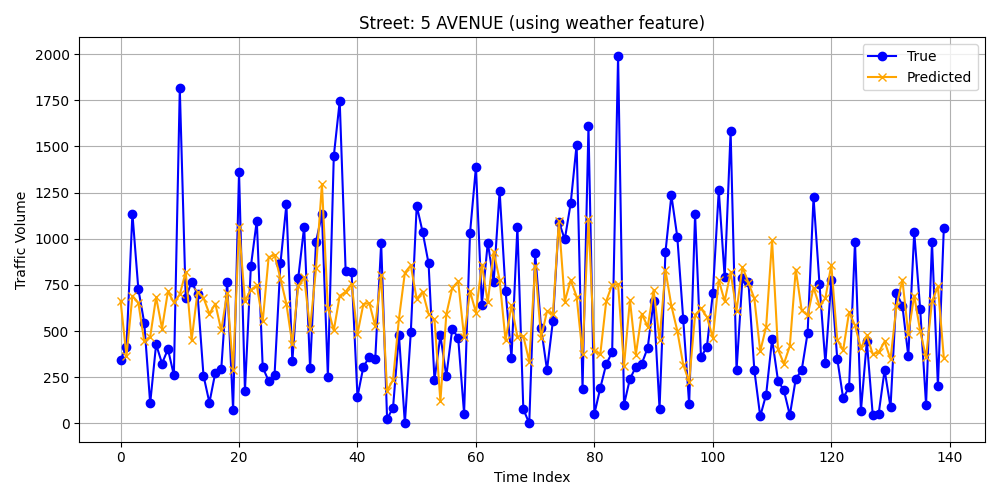 Street: 5 AVENUE (using weather feature)
True
Predicted
Traffic Volume
2000
1750
1500
1250
1000
750
500
250
0
0 20 40 60 80 100 120 140
Time Index